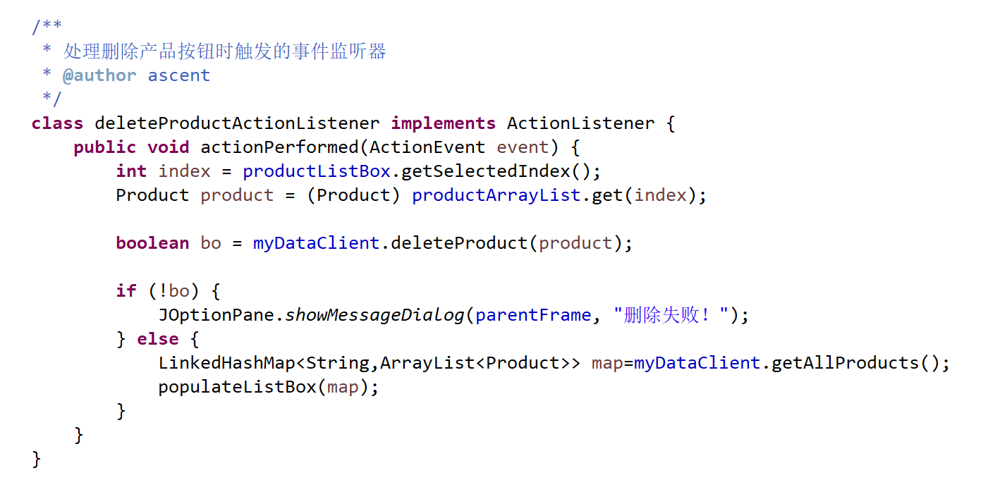 /**
 * 处理删除产品按钮时触发的事件监听器
 * @author ascent
 */
class deleteProductActionListener implements ActionListener {
    public void actionPerformed(ActionEvent event) {
        int index = productListBox.getSelectedIndex();
        Product product = (Product) productArrayList.get(index);

        boolean bo = myDataClient.deleteProduct(product);

        if (!bo) {
            JOptionPane.showMessageDialog(parentFrame, "删除失败！");
        } else {
            LinkedHashMap<String,ArrayList<Product>> map=myDataClient.getAllProducts();
            populateListBox(map);
        }
    }
}